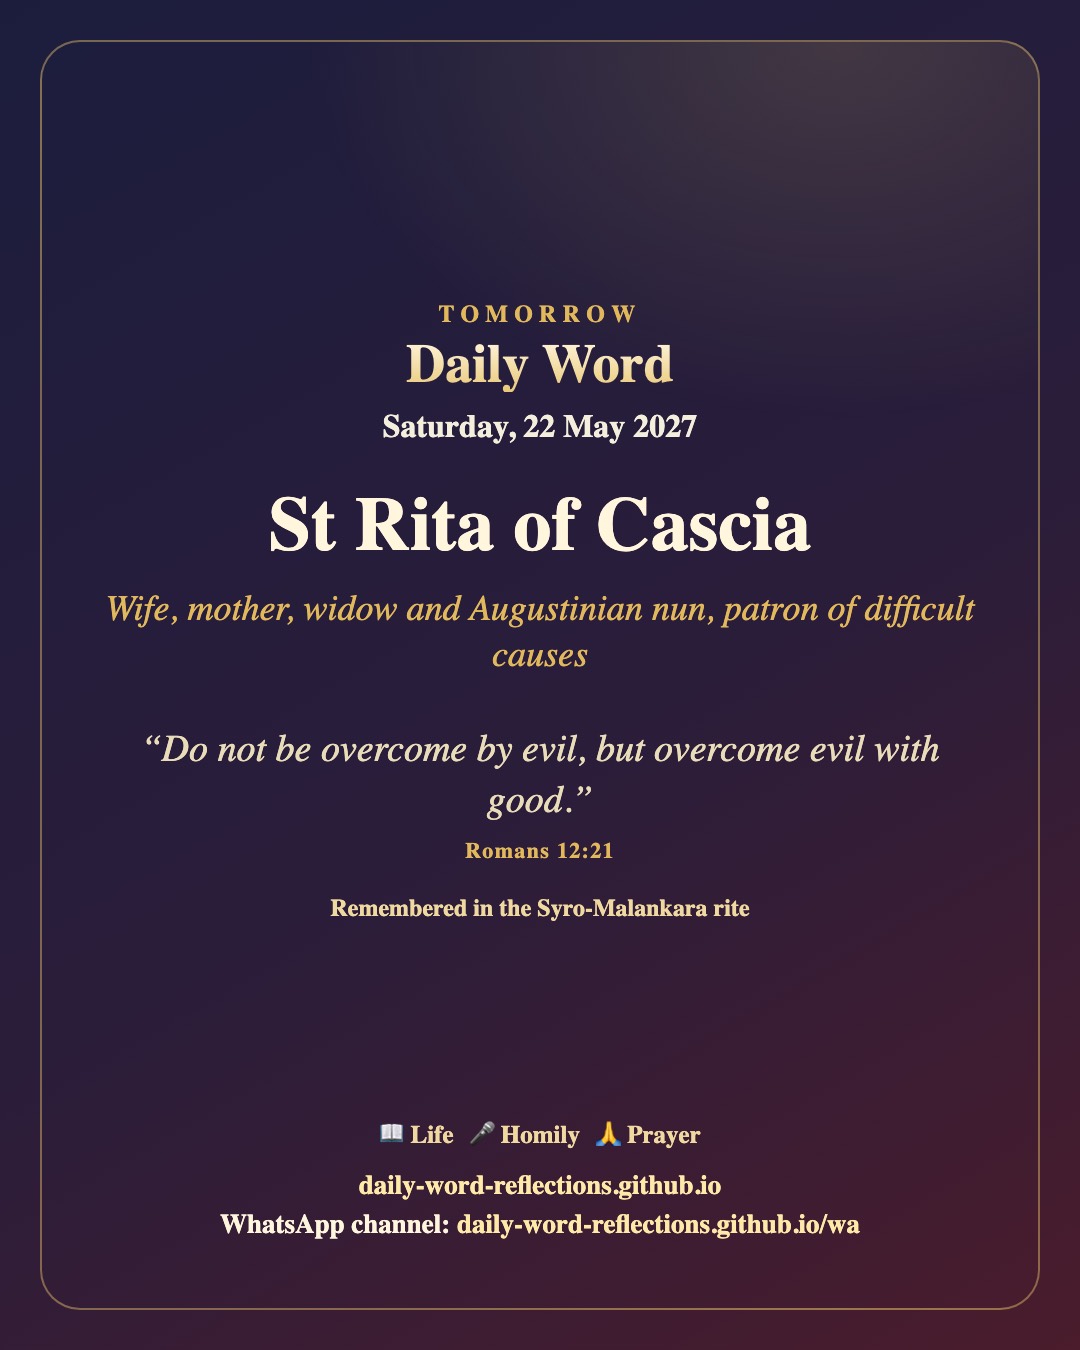 TOMORROW
Daily Word
Saturday, 22 May 2027
St Rita of Cascia
Wife, mother, widow and Augustinian nun, patron of difficult
causes
“Do not be overcome by evil, but overcome evil with
good.”
Romans 12:21
Remembered in the Syro-Malankara rite
📖 Life 🎤 Homily 🙏 Prayer
daily-word-reflections.github.io
WhatsApp channel: daily-word-reflections.github.io/wa